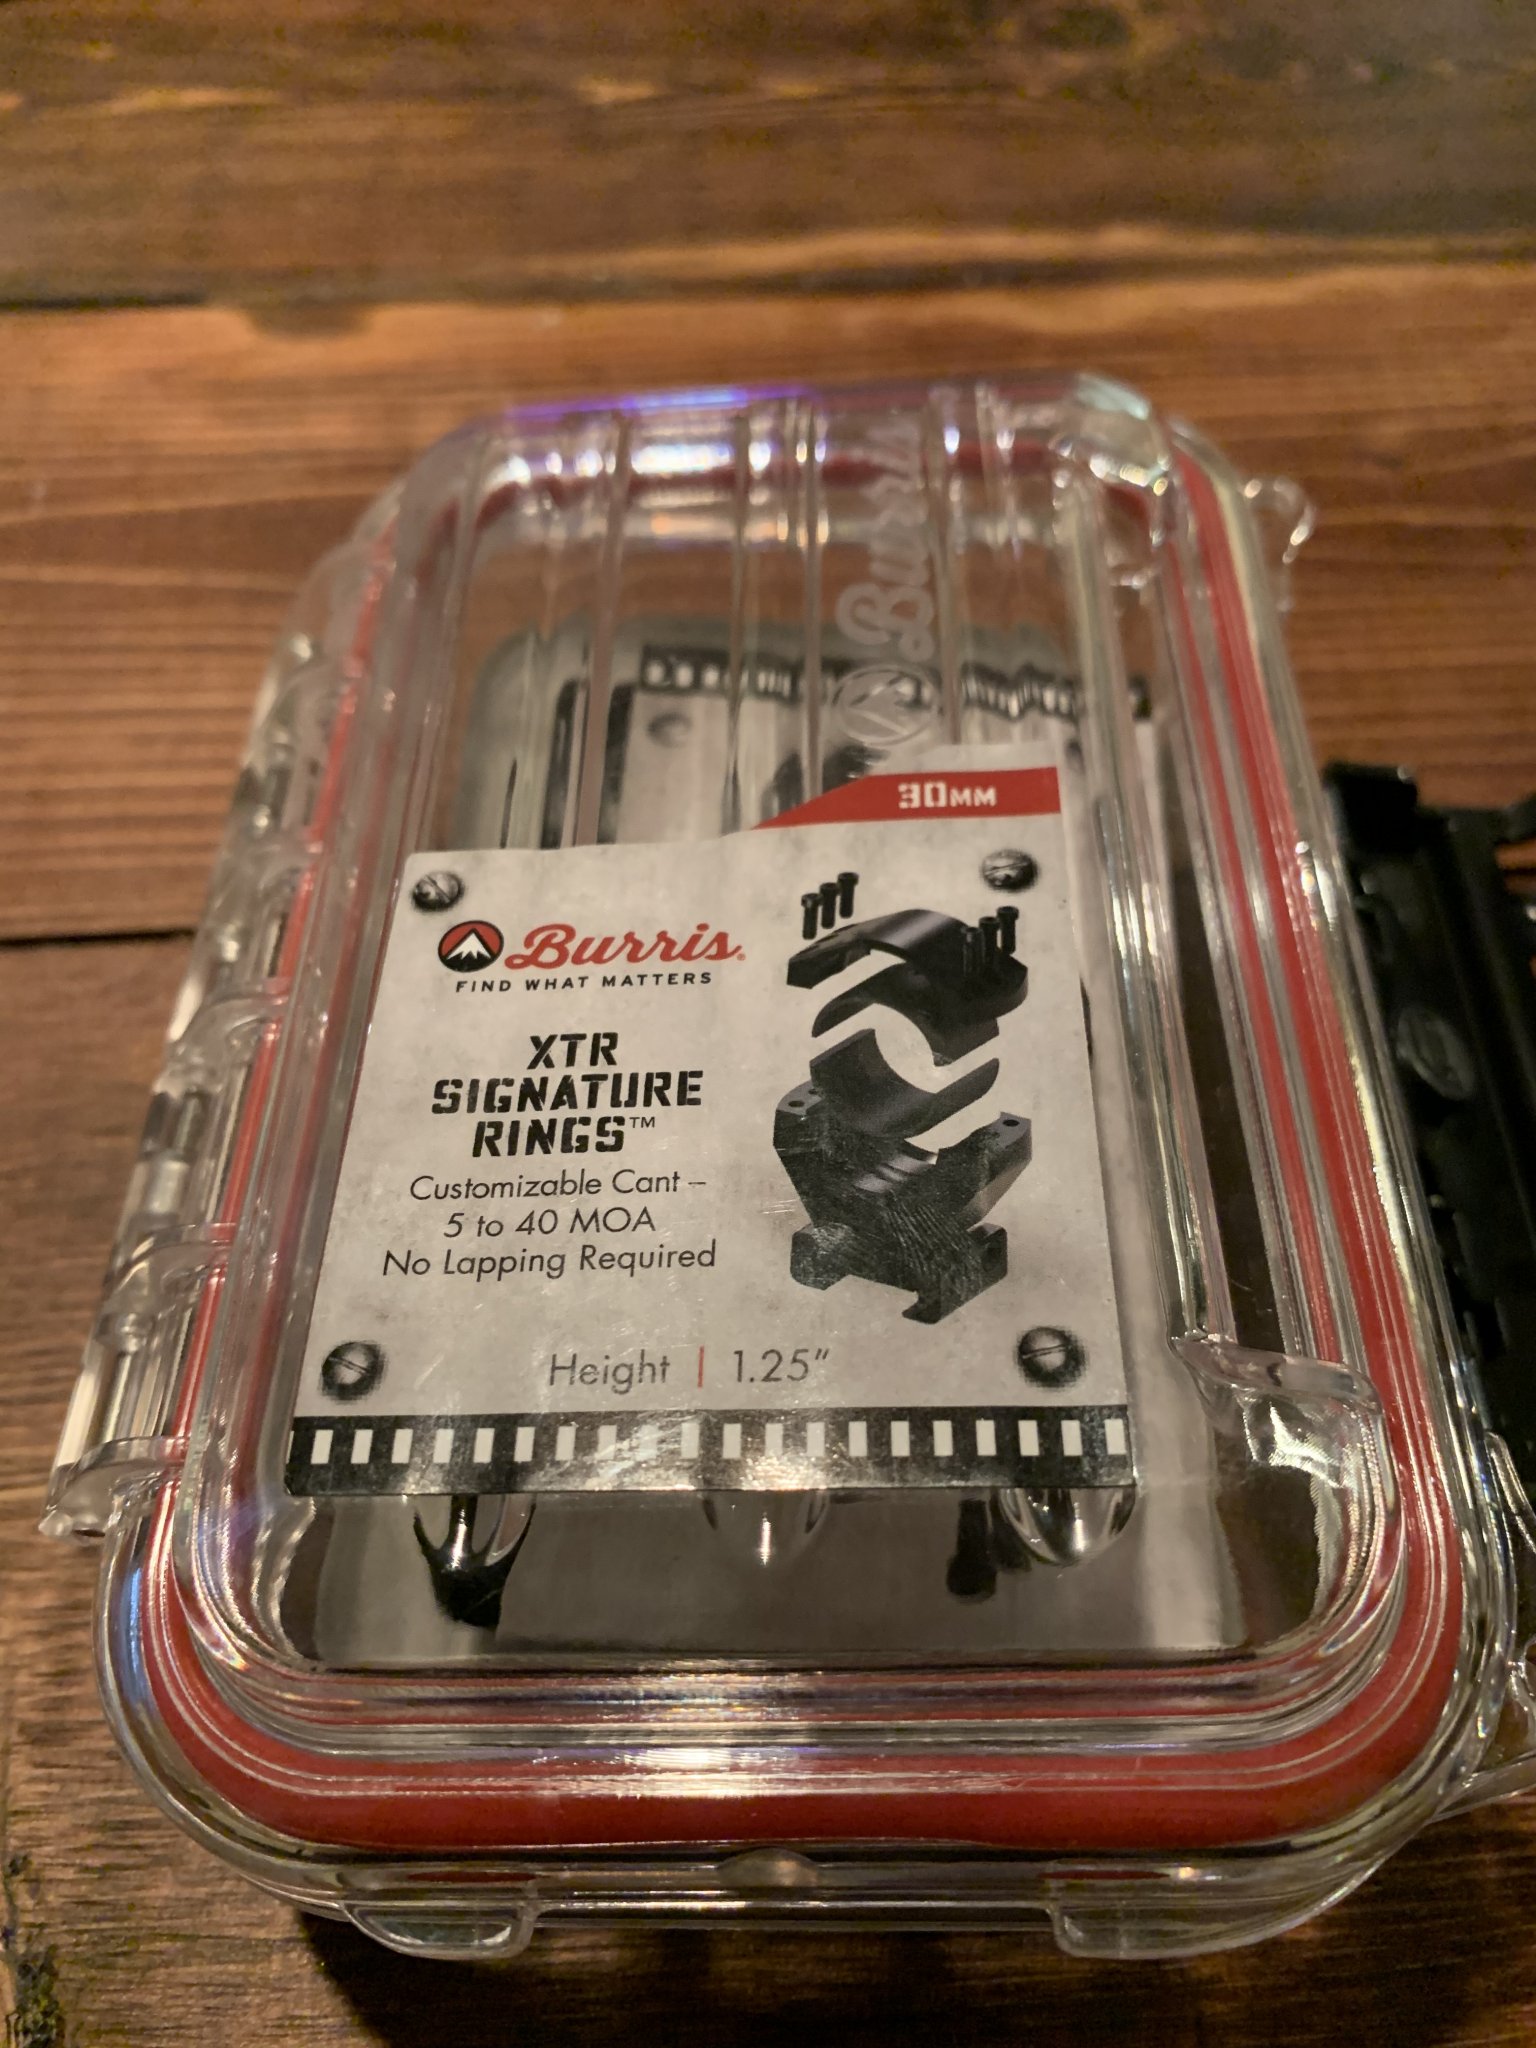 Burris
30MM
Burris®
FIND WHAT MATTERS
XTR
SIGNATURE
RINGS™
Customizable Cant –
5 to 40 MOA
No Lapping Required
Height | 1.25"